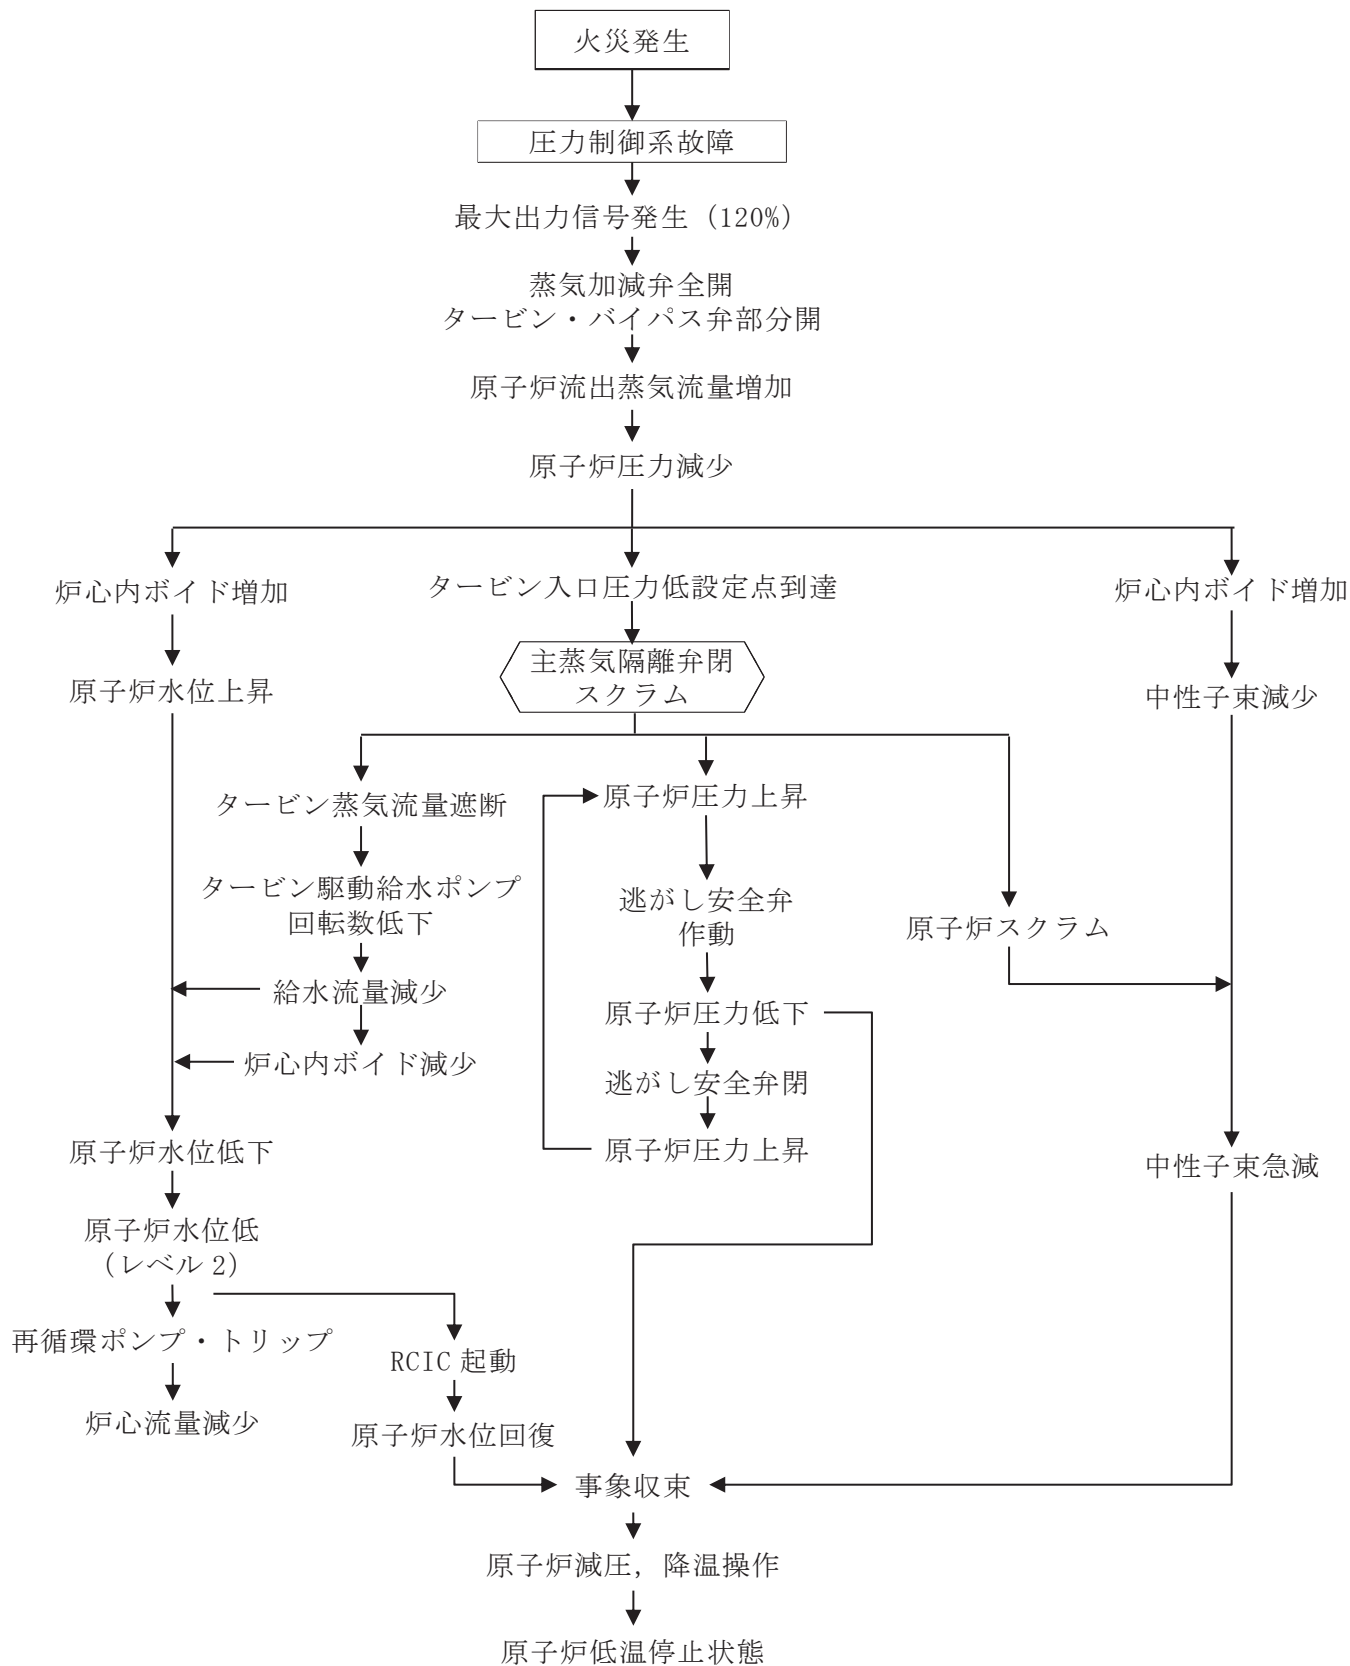 火災発生
圧力制御系故障
最大出力信号発生（120%）
蒸気加減弁全開
タービン・バイパス弁部分開
原子炉流出蒸気流量増加
原子炉圧力減少
炉心内ボイド増加
タービン入口圧力低設定点到達
炉心内ボイド増加
主蒸気隔離弁閉
スクラム
原子炉水位上昇
中性子束減少
タービン蒸気流量遮断
原子炉圧力上昇
タービン駆動給水ポンプ
回転数低下
逃がし安全弁
作動
原子炉スクラム
給水流量減少
原子炉圧力低下
炉心内ボイド減少
逃がし安全弁閉
原子炉水位低下
原子炉圧力上昇
中性子束急減
原子炉水位低
（レベル 2）
再循環ポンプ・トリップ
RCIC 起動
炉心流量減少
原子炉水位回復
事象収束
原子炉減圧，降温操作
原子炉低温停止状態